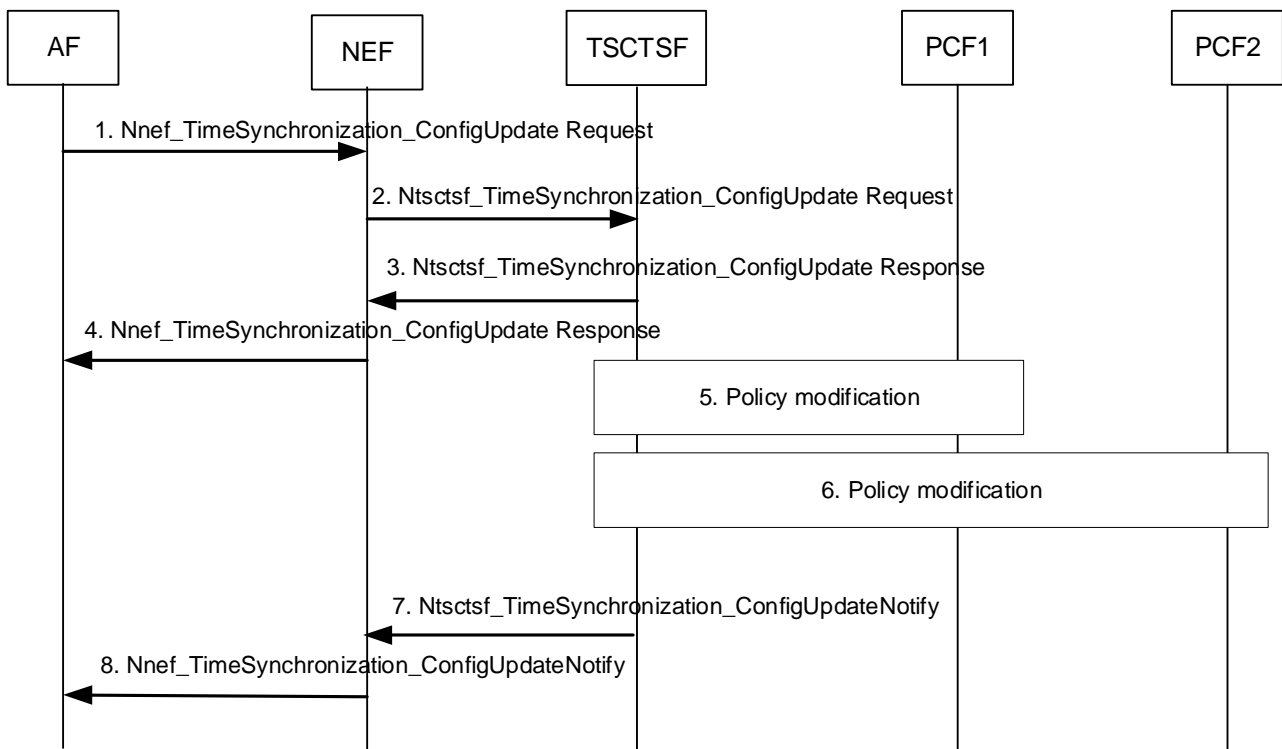 AF
NEF
TSCTSF
PCF1
PCF2
1. Nnef_TimeSynchronization_ConfigUpdate Request
2. Ntsctsf_TimeSynchronization_ConfigUpdate Request
3. Ntsctsf_TimeSynchronization_ConfigUpdate Response
4. Nnef_TimeSynchronization_ConfigUpdate Response
5. Policy modification
6. Policy modification
7. Ntsctsf_TimeSynchronization_ConfigUpdateNotify
8. Nnef_TimeSynchronization_ConfigUpdateNotify